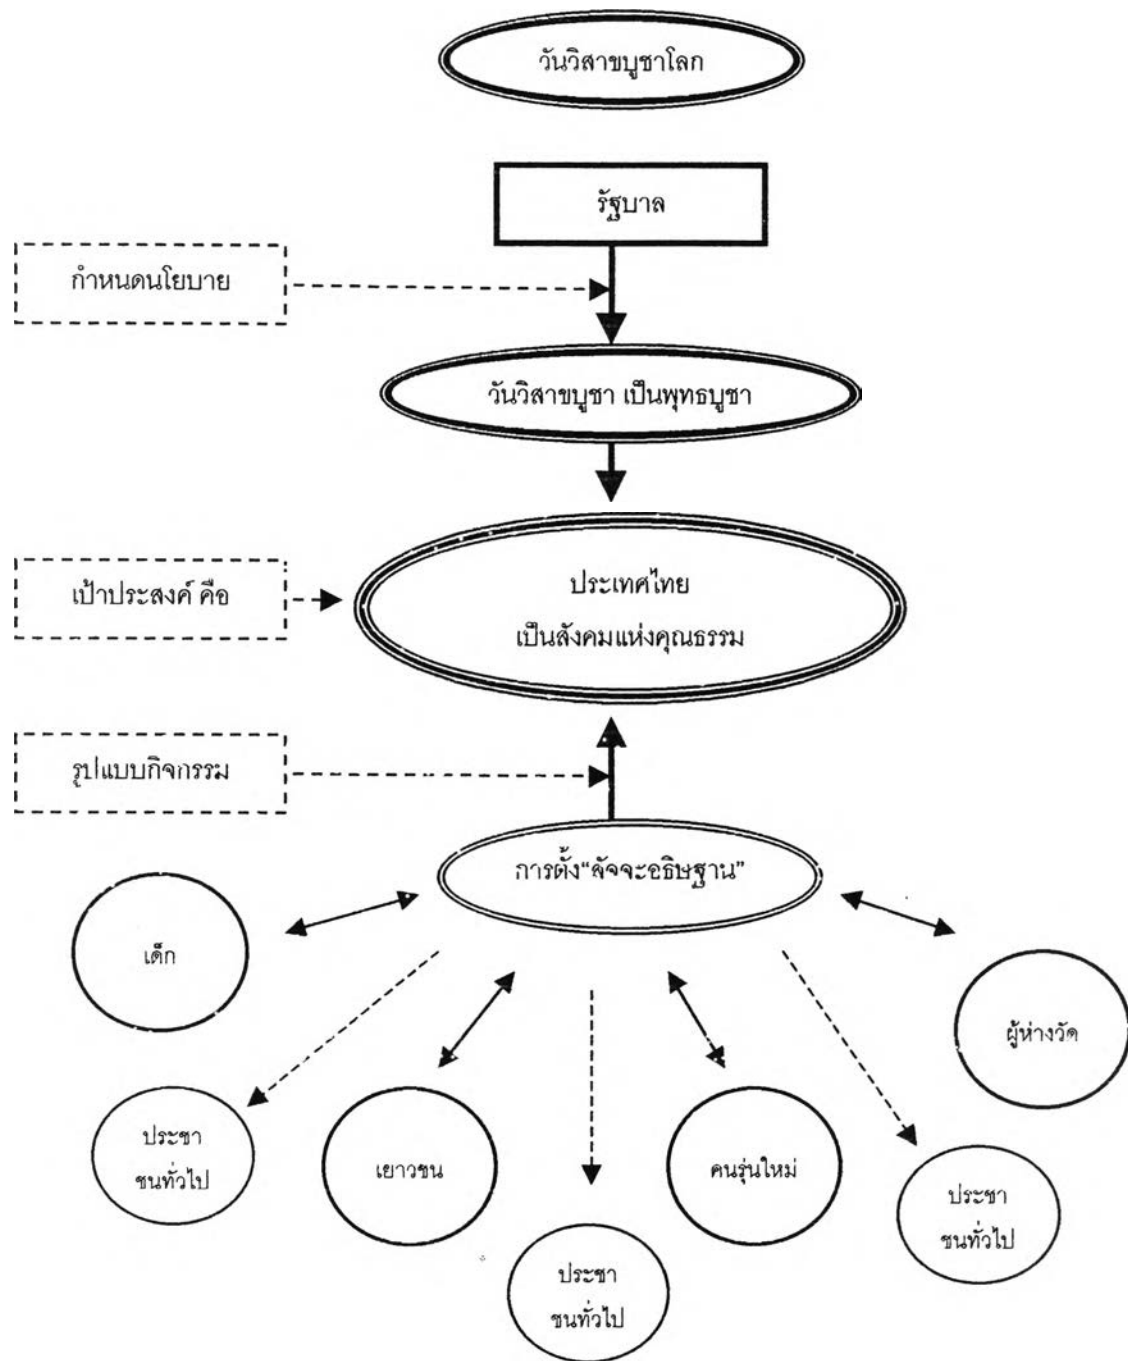 วันวิสาขบูชาโลก
รัฐบาล
กำหนดนโยบาย
วันวิสาขบูชา เป็นพุทธบูชา
เป้าประสงค์ คือ
ประเทศไทย
เป็นสังคมแห่งคุณธรรม
รูปแบบกิจกรรม
การตั้ง“สัจจะอธิษฐาน”
เด็ก
ผู้ห่างวัด
ประชา
ชนทั่วไป
เยาวชน
คนรุ่นใหม่
ประชา
ชนทั่วไป
ประชา
ชนทั่วไป